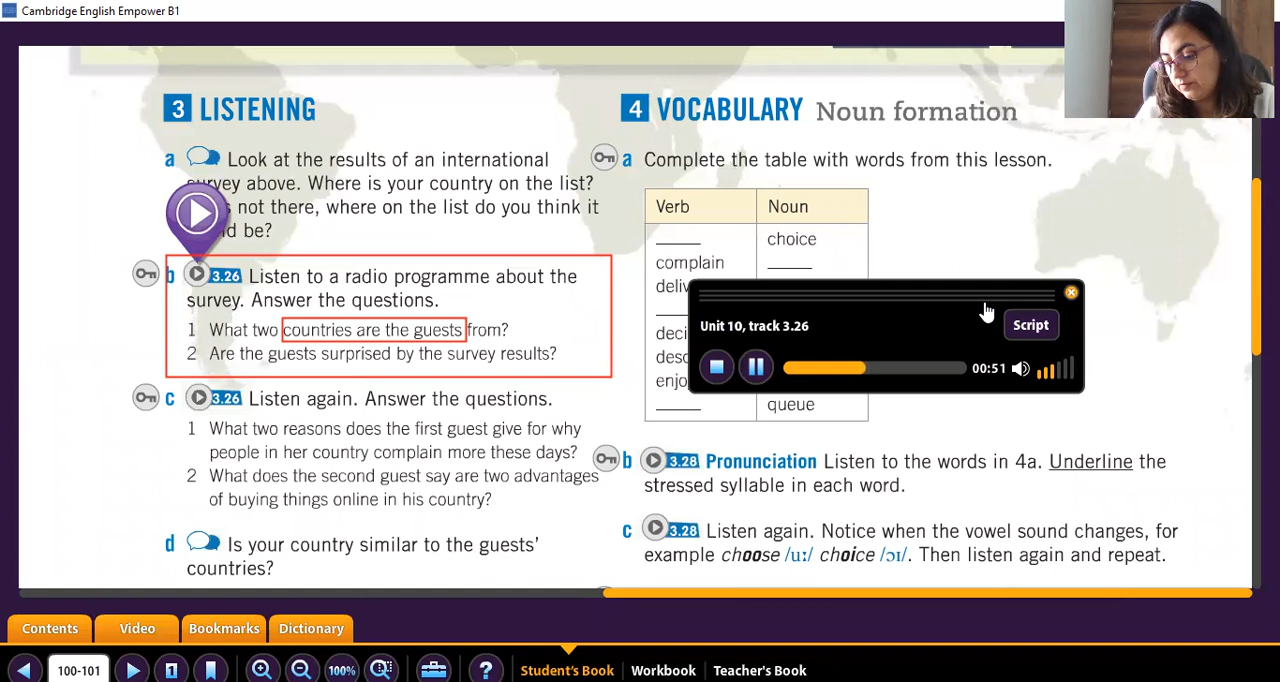 Cambridge English Empower B1
3 LISTENING
a Look at the results of an international
survey above. Where is your country on the list?
not there, where on the list do you think it
be?
b 3.26 Listen to a radio programme about the
survey. Answer the questions.
1 What two countries are the guests from?
2 Are the guests surprised by the survey results?
c 3.26 Listen again. Answer the questions.
1 What two reasons does the first guest give for why
people in her country complain more these days?
2 What does the second guest say are two advantages
of buying things online in his country?
d Is your country similar to the guests'
countries?
4 VOCABULARY Noun formation
a Complete the table with words from this lesson.
Verb Noun
choice
complain
deliv
deci
desc
enjo
queue
Unit 10, track 3.26
Script
00:51
b 3.28 Pronunciation Listen to the words in 4a. Underline the
stressed syllable in each word.
c 3.28 Listen again. Notice when the vowel sound changes, for
example choose /uː/ choice /ɔɪ/. Then listen again and repeat.
Contents Video Bookmarks Dictionary
100-101 1 100% ? Student's Book Workbook Teacher's Book